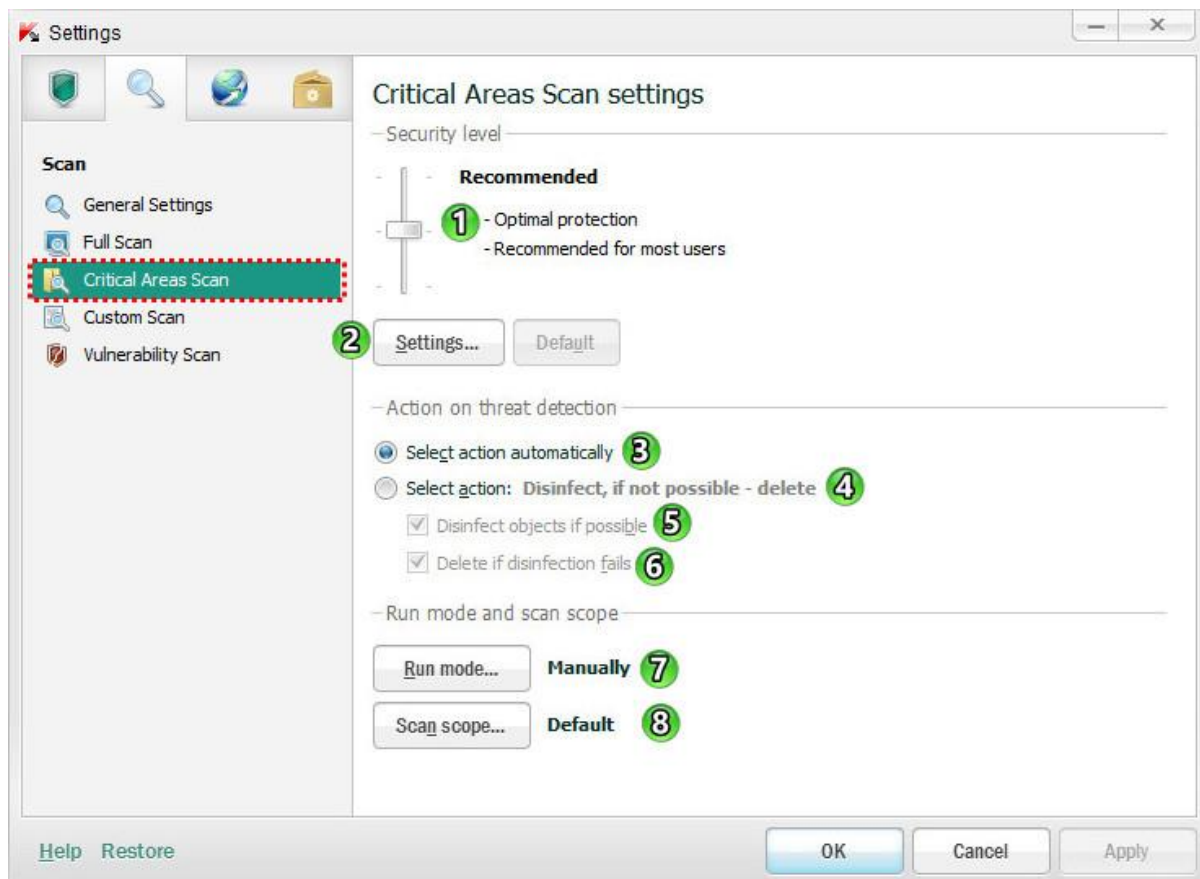 Settings
Critical Areas Scan settings
Security level
Scan
General Settings
Full Scan
Critical Areas Scan
Custom Scan
Vulnerability Scan
Recommended
1 - Optimal protection
- Recommended for most users
2 Settings... Default
Action on threat detection
Select action automatically 3
Select action: Disinfect, if not possible - delete 4
Disinfect objects if possible 5
Delete if disinfection fails 6
Run mode and scan scope
Run mode... Manually 7
Scan scope... Default 8
Help Restore OK Cancel Apply